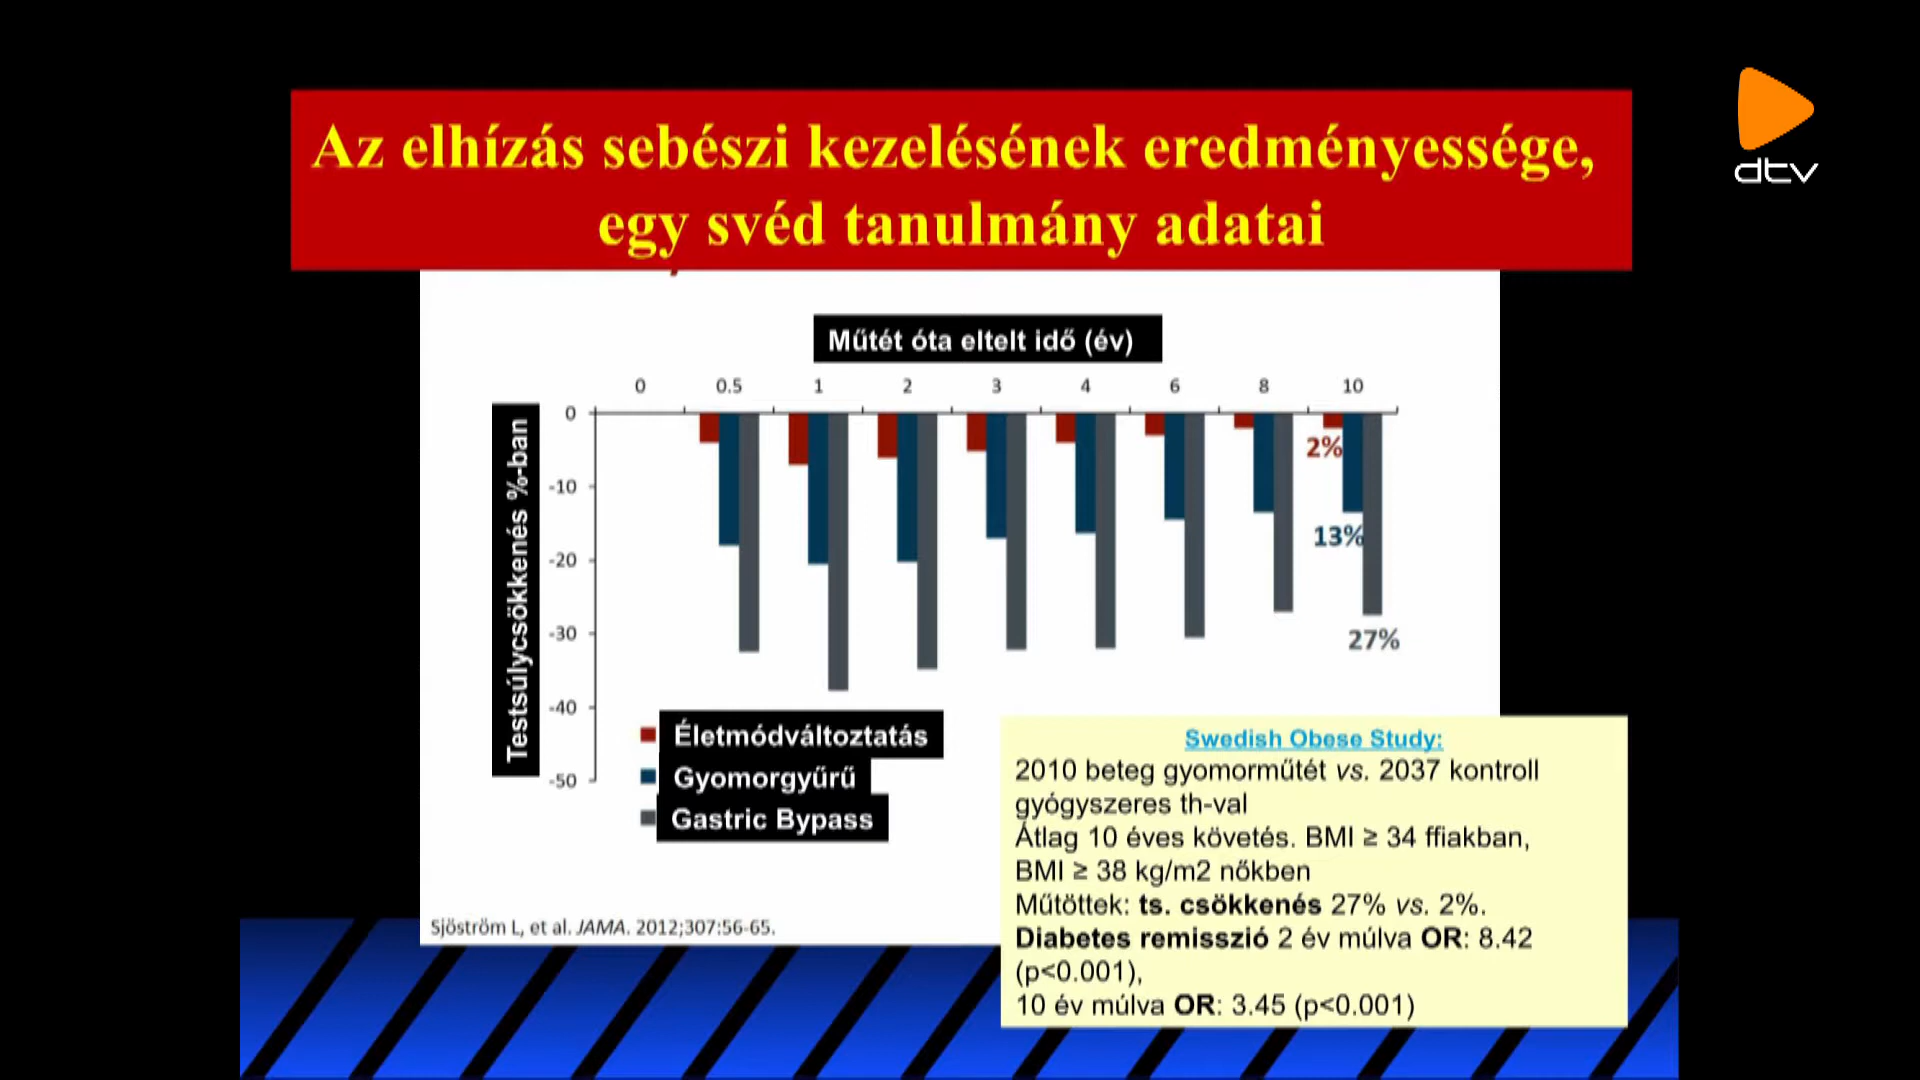 Az elhízás sebészi kezelésének eredményessége,
egy svéd tanulmány adatai
dtv
Műtét óta eltelt idő (év)
0 0.5 1 2 3 4 6 8 10
Testsúlycsökkenés %-ban
0
-10
-20
-30
-40
-50
2%
13%
27%
Életmódváltoztatás
Gyomorgyűrű
Gastric Bypass
Swedish Obese Study:
2010 beteg gyomorműtét vs. 2037 kontroll
gyógyszeres th-val
Átlag 10 éves követés. BMI ≥ 34 ffiakban,
BMI ≥ 38 kg/m2 nőkben
Műtöttek: ts. csökkenés 27% vs. 2%.
Diabetes remisszió 2 év múlva OR: 8.42
(p<0.001),
10 év múlva OR: 3.45 (p<0.001)
Sjöström L, et al. JAMA. 2012;307:56-65.